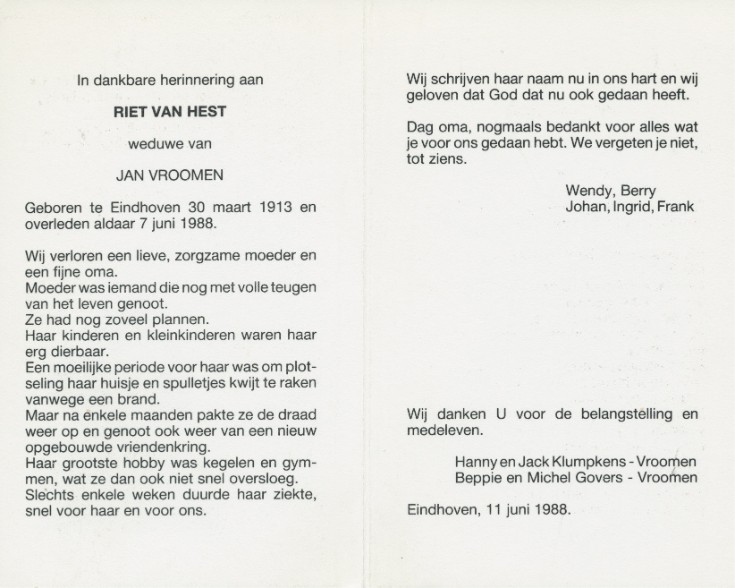 In dankbare herinnering aan
RIET VAN HEST
weduwe van
JAN VROOMEN
Geboren te Eindhoven 30 maart 1913 en
overleden aldaar 7 juni 1988.
Wij verloren een lieve, zorgzame moeder en
een fijne oma.
Moeder was iemand die nog met volle teugen
van het leven genoot.
Ze had nog zoveel plannen.
Haar kinderen en kleinkinderen waren haar
erg dierbaar.
Een moeilijke periode voor haar was om plot-
seling haar huisje en spulletjes kwijt te raken
vanwege een brand.
Maar na enkele maanden pakte ze de draad
weer op en genoot ook weer van een nieuw
opgebouwde vriendenkring.
Haar grootste hobby was kegelen en gym-
men, wat ze dan ook niet snel oversloeg.
Slechts enkele weken duurde haar ziekte,
snel voor haar en voor ons.
Wij schrijven haar naam nu in ons hart en wij
geloven dat God dat nu ook gedaan heeft.
Dag oma, nogmaals bedankt voor alles wat
je voor ons gedaan hebt. We vergeten je niet,
tot ziens.
Wendy, Berry
Johan, Ingrid, Frank
Wij danken U voor de belangstelling en
medeleven.
Hanny en Jack Klumpkens - Vroomen
Beppie en Michel Govers - Vroomen
Eindhoven, 11 juni 1988.